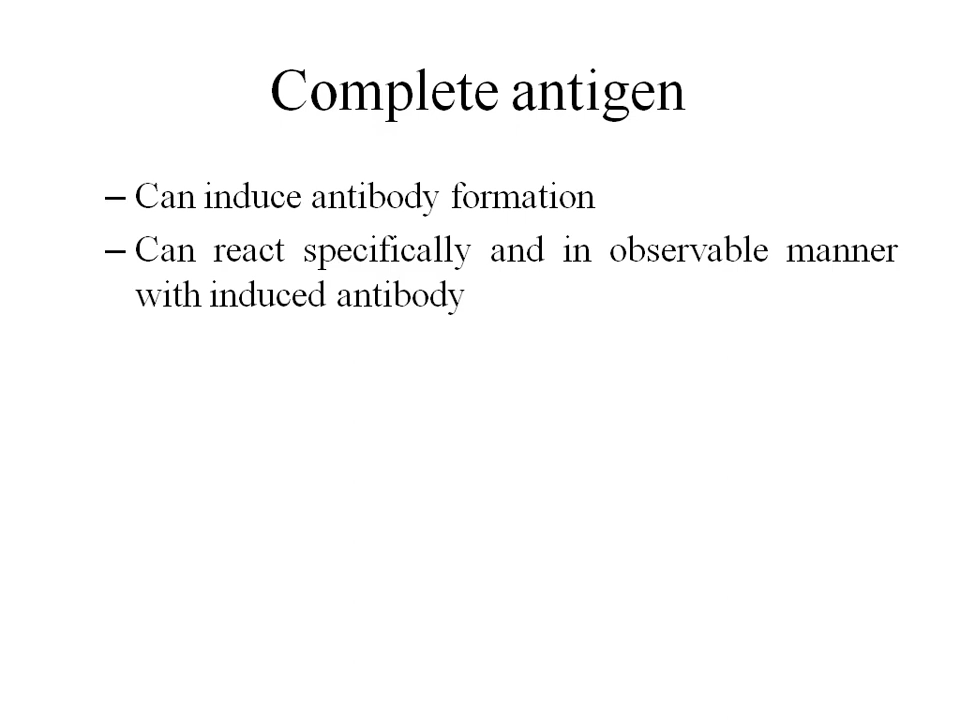 Complete antigen
– Can induce antibody formation
– Can react specifically and in observable manner
with induced antibody